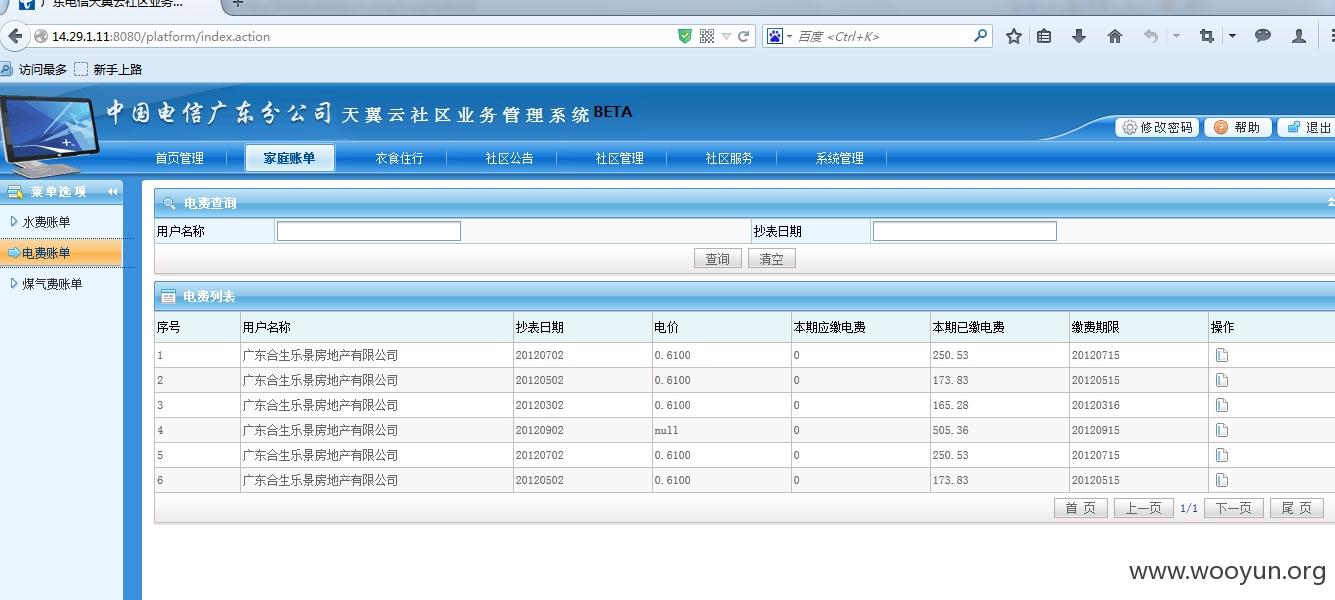 广东电信天翼云社区业务...
14.29.1.11:8080/platform/index.action
百度 <Ctrl+K>
访问最多 新手上路
中国电信广东分公司 天翼云社区业务管理系统 BETA
修改密码 帮助 退出
首页管理 家庭账单 衣食住行 社区公告 社区管理 社区服务 系统管理
菜单选项
水费账单
电费账单
煤气费账单
电费查询
用户名称 抄表日期
查询 清空
电费列表
序号 用户名称 抄表日期 电价 本期应缴电费 本期已缴电费 缴费期限 操作
1 广东合生乐景房地产有限公司 20120702 0.6100 0 250.53 20120715
2 广东合生乐景房地产有限公司 20120502 0.6100 0 173.83 20120515
3 广东合生乐景房地产有限公司 20120302 0.6100 0 165.28 20120316
4 广东合生乐景房地产有限公司 20120902 null 0 505.36 20120915
5 广东合生乐景房地产有限公司 20120702 0.6100 0 250.53 20120715
6 广东合生乐景房地产有限公司 20120502 0.6100 0 173.83 20120515
首 页 上一页 1/1 下一页 尾 页
www.wooyun.org